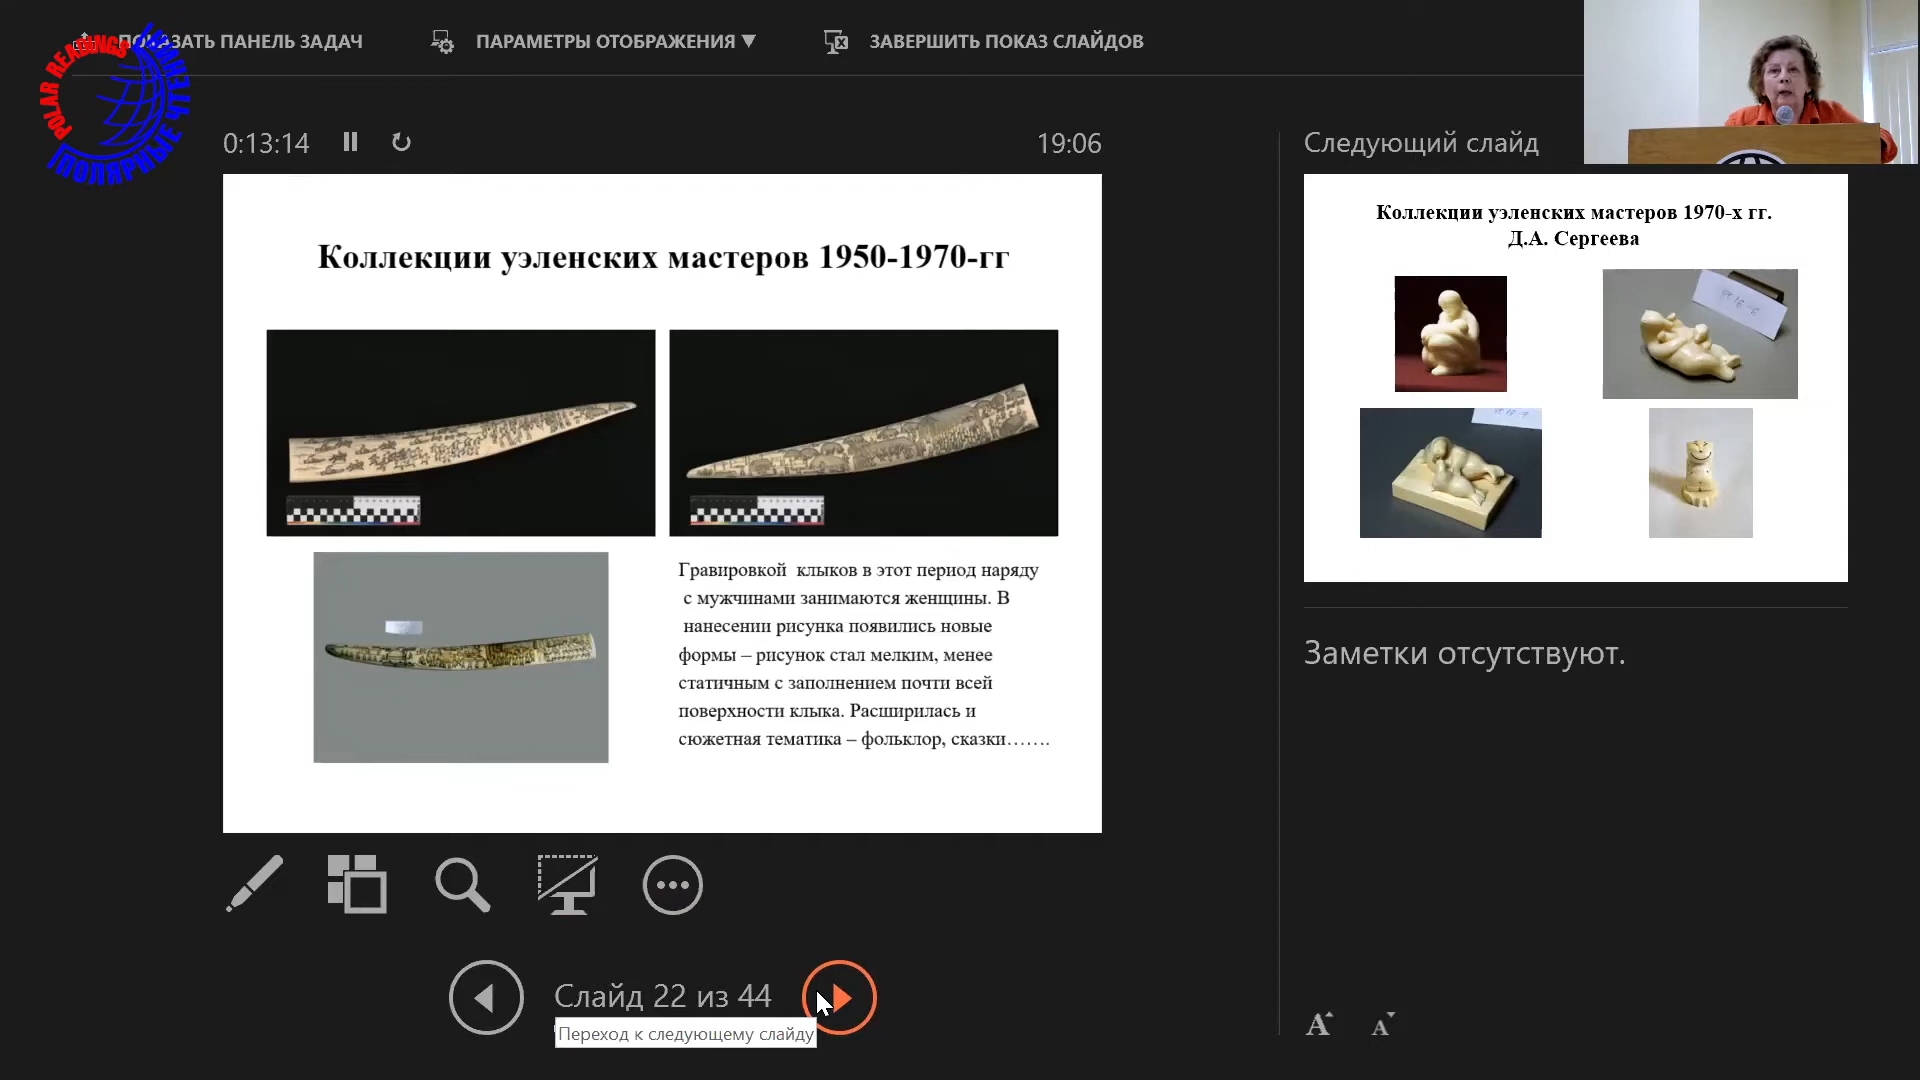 ПОКАЗАТЬ ПАНЕЛЬ ЗАДАЧ
ПАРАМЕТРЫ ОТОБРАЖЕНИЯ ▼
ЗАВЕРШИТЬ ПОКАЗ СЛАЙДОВ
POLAR READINGS
ПОЛЯРНЫЕ ЧТЕНИЯ
0:13:14
19:06
Следующий слайд
Коллекции уэленских мастеров 1950-1970-гг
Гравировкой клыков в этот период наряду
с мужчинами занимаются женщины. В
нанесении рисунка появились новые
формы – рисунок стал мелким, менее
статичным с заполнением почти всей
поверхности клыка. Расширилась и
сюжетная тематика – фольклор, сказки…….
Коллекции уэленских мастеров 1970-х гг.
Д.А. Сергеева
Заметки отсутствуют.
Слайд 22 из 44
Переход к следующему слайду
A A